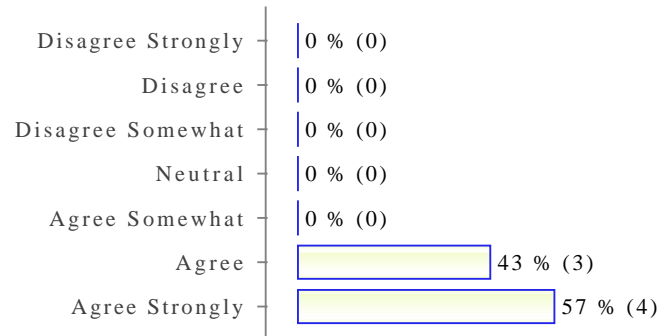 Disagree Strongly 0 % (0)
Disagree 0 % (0)
Disagree Somewhat 0 % (0)
Neutral 0 % (0)
Agree Somewhat 0 % (0)
Agree 43 % (3)
Agree Strongly 57 % (4)